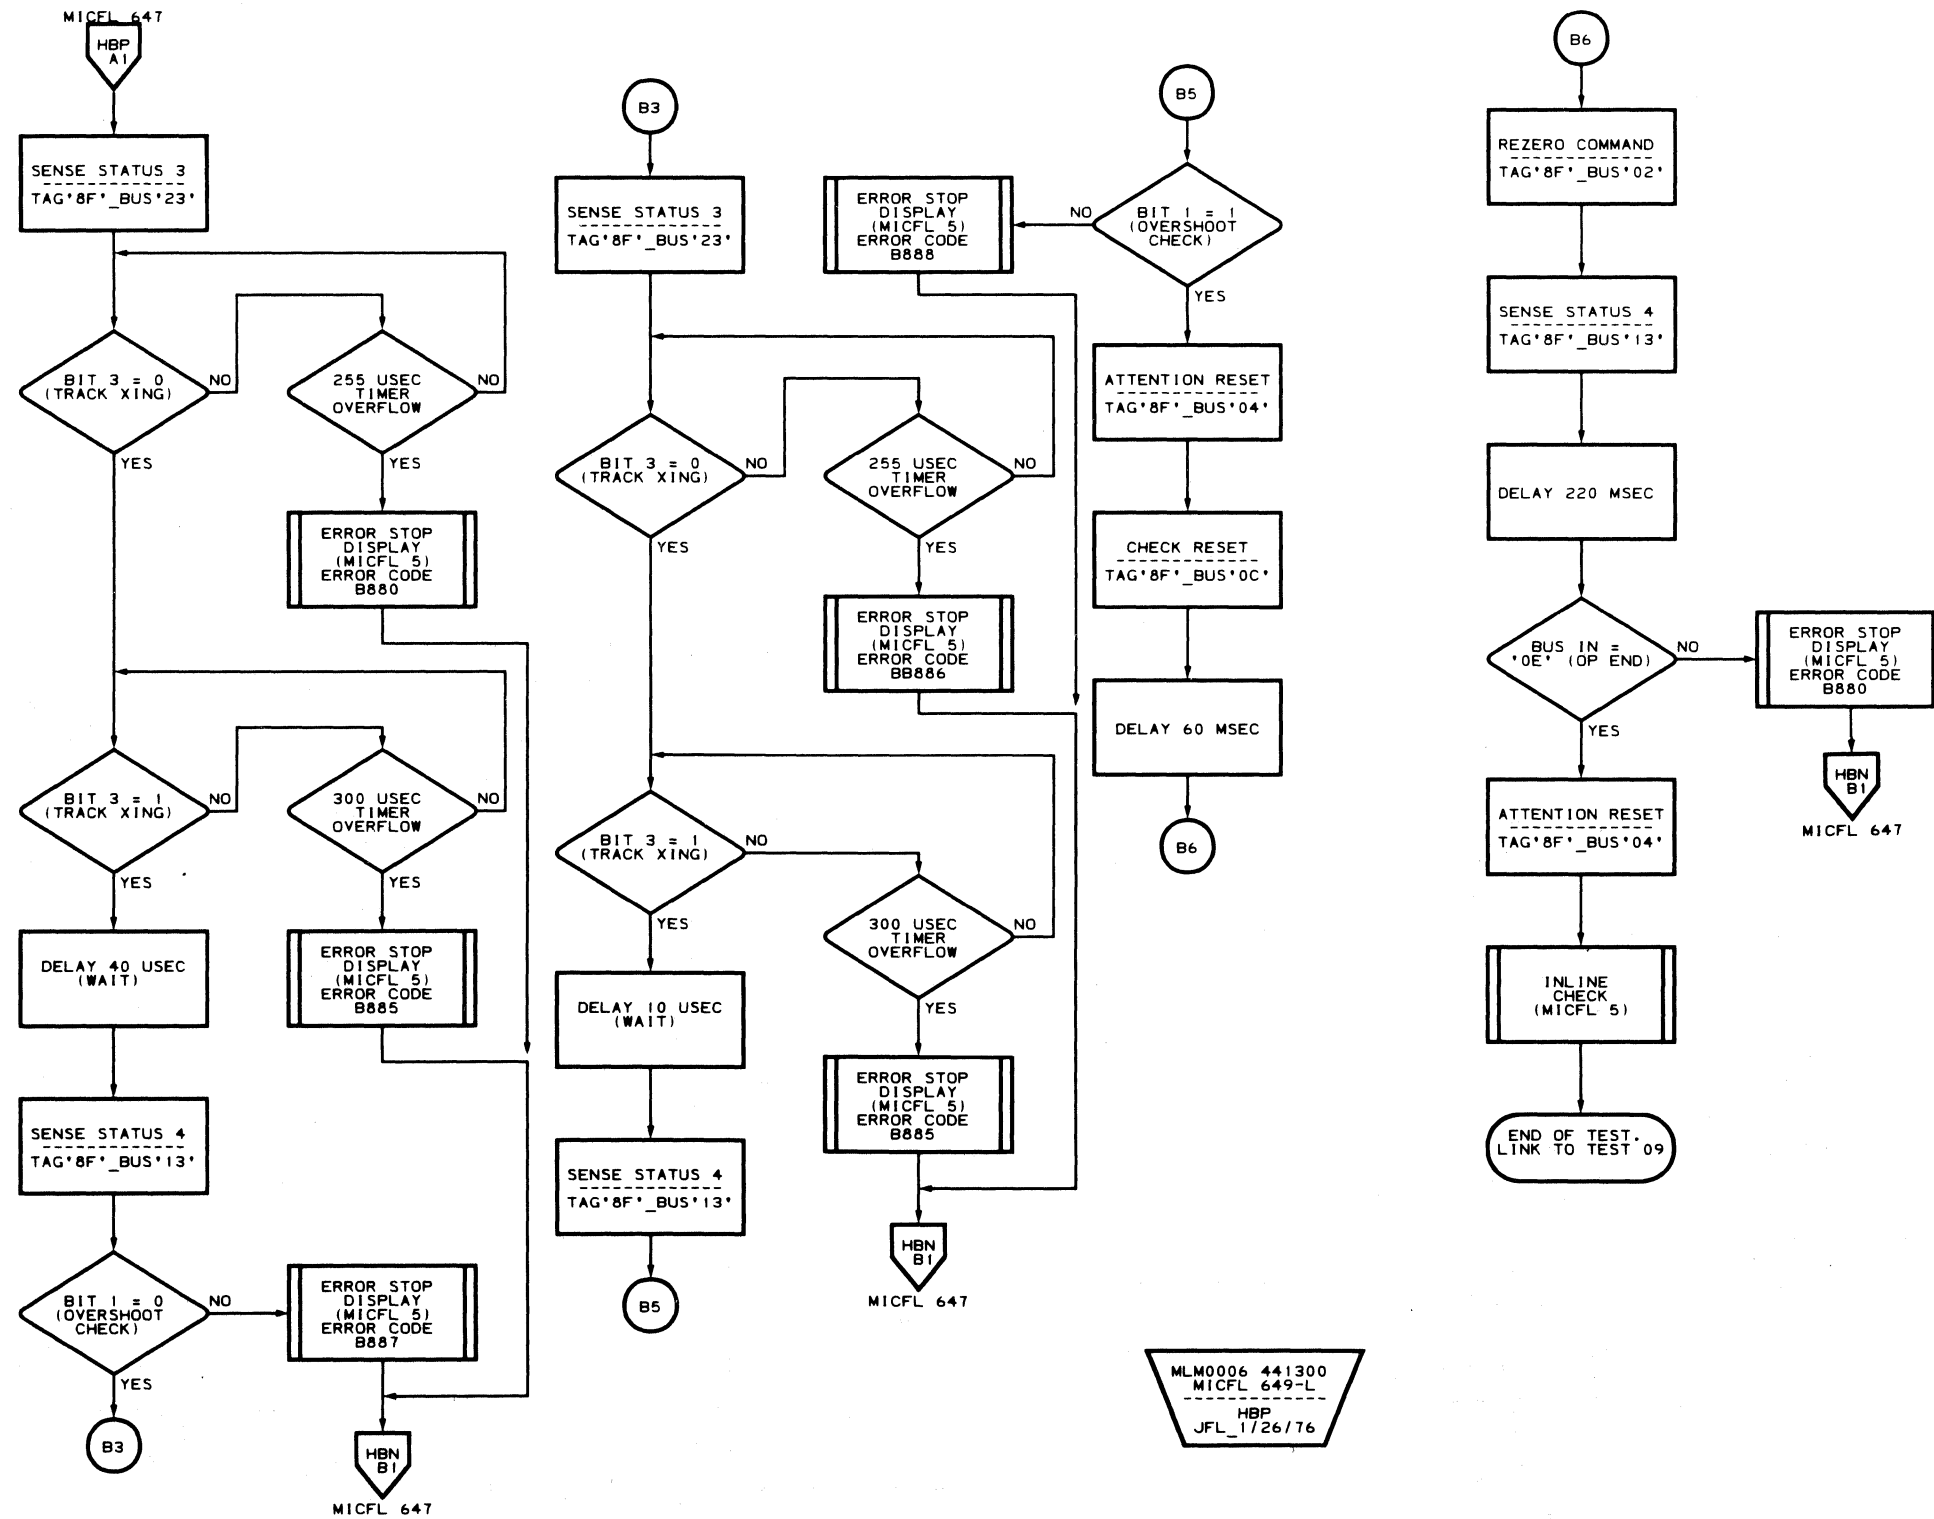 MICFL 647
HBP
A1
SENSE STATUS 3
TAG'8F'_BUS'23'
BIT 3 = 0
(TRACK XING)
NO
YES
255 USEC
TIMER
OVERFLOW
NO
YES
ERROR STOP
DISPLAY
(MICFL 5)
ERROR CODE
B880
BIT 3 = 1
(TRACK XING)
NO
YES
300 USEC
TIMER
OVERFLOW
NO
YES
DELAY 40 USEC
(WAIT)
ERROR STOP
DISPLAY
(MICFL 5)
ERROR CODE
B885
SENSE STATUS 4
TAG'8F'_BUS'13'
BIT 1 = 0
(OVERSHOOT
CHECK)
NO
YES
ERROR STOP
DISPLAY
(MICFL 5)
ERROR CODE
B887
B3
HBN
B1
MICFL 647
B3
SENSE STATUS 3
TAG'8F'_BUS'23'
BIT 3 = 0
(TRACK XING)
NO
YES
255 USEC
TIMER
OVERFLOW
NO
YES
ERROR STOP
DISPLAY
(MICFL 5)
ERROR CODE
BB886
BIT 3 = 1
(TRACK XING)
NO
YES
300 USEC
TIMER
OVERFLOW
NO
YES
DELAY 10 USEC
(WAIT)
ERROR STOP
DISPLAY
(MICFL 5)
ERROR CODE
B885
SENSE STATUS 4
TAG'8F'_BUS'13'
B5
HBN
B1
MICFL 647
B5
BIT 1 = 1
(OVERSHOOT
CHECK)
NO
YES
ERROR STOP
DISPLAY
(MICFL 5)
ERROR CODE
B888
ATTENTION RESET
TAG'8F'_BUS'04'
CHECK RESET
TAG'8F'_BUS'0C'
DELAY 60 MSEC
B6
B6
REZERO COMMAND
TAG'8F'_BUS'02'
SENSE STATUS 4
TAG'8F'_BUS'13'
DELAY 220 MSEC
BUS IN =
'0E' (OP END)
NO
YES
ERROR STOP
DISPLAY
(MICFL 5)
ERROR CODE
B880
HBN
B1
MICFL 647
ATTENTION RESET
TAG'8F'_BUS'04'
INLINE
CHECK
(MICFL 5)
END OF TEST.
LINK TO TEST 09
MLM0006 441300
MICFL 649-L
HBP
JFL_1/26/76